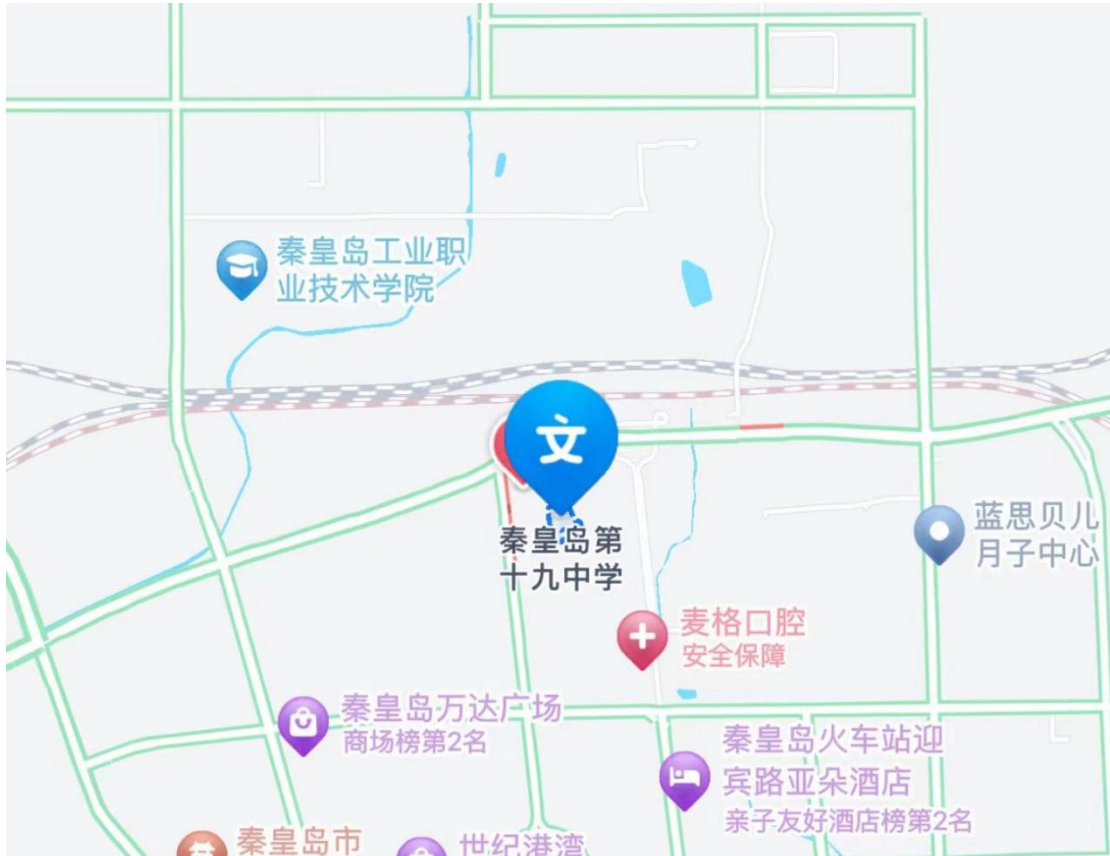 秦皇岛工业职
业技术学院
文
秦皇岛第
十九中学
蓝思贝儿
月子中心
麦格口腔
安全保障
秦皇岛万达广场
商场榜第2名
秦皇岛火车站迎
宾路亚朵酒店
亲子友好酒店榜第2名
秦皇岛市
世纪港湾